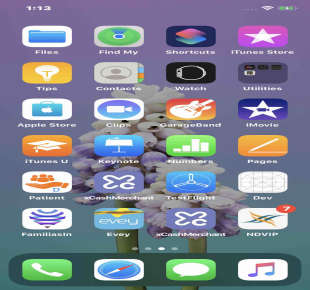 1:13
Files Find My Shortcuts iTunes Store
Tips Contacts Watch Utilities
Apple Store Clips GarageBand iMovie
iTunes U Keynote Numbers Pages
Patient xCashMerchant TestFlight Dev
evey
7
FamiliasIn Evey xCashMerchant NDVIP